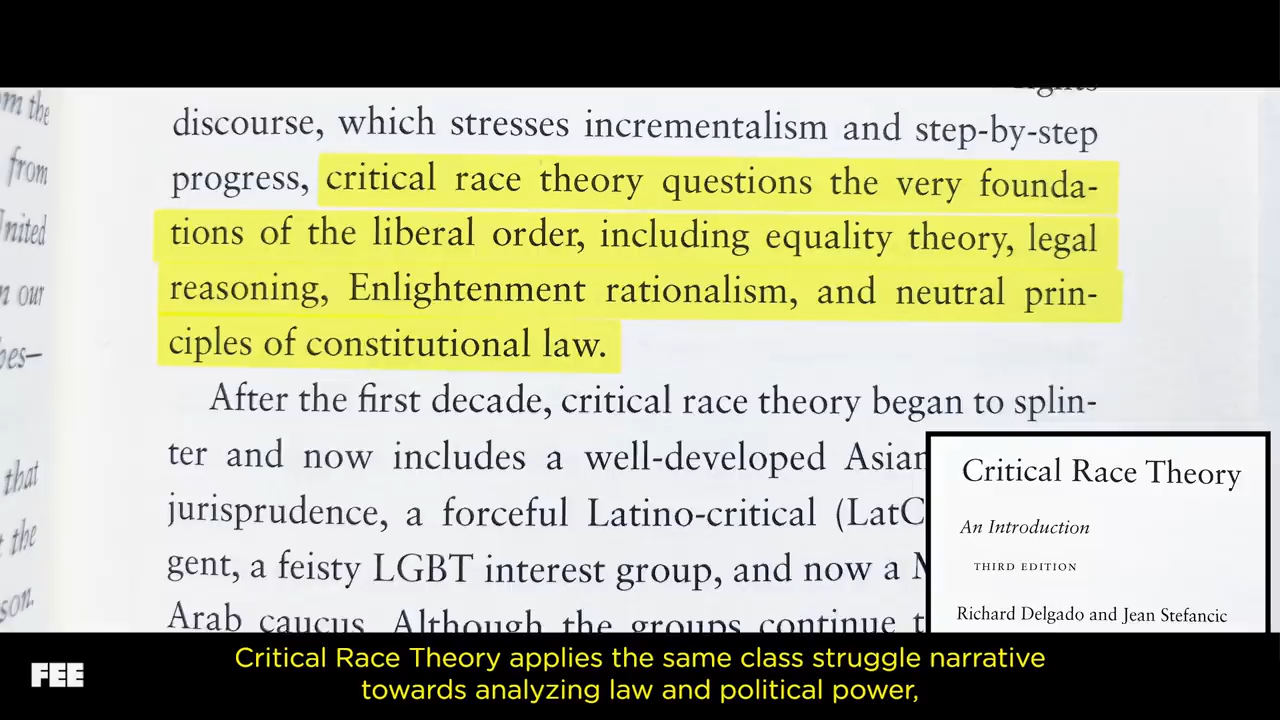 discourse, which stresses incrementalism and step-by-step
progress, critical race theory questions the very founda-
tions of the liberal order, including equality theory, legal
reasoning, Enlightenment rationalism, and neutral prin-
ciples of constitutional law.
After the first decade, critical race theory began to splin-
ter and now includes a well-developed Asian
jurisprudence, a forceful Latino-critical (LatC
gent, a feisty LGBT interest group, and now a
Arab caucus. Although the groups continue
the
from
our
that
the
Critical Race Theory
An Introduction
THIRD EDITION
Richard Delgado and Jean Stefancic
FEE
Critical Race Theory applies the same class struggle narrative
towards analyzing law and political power,